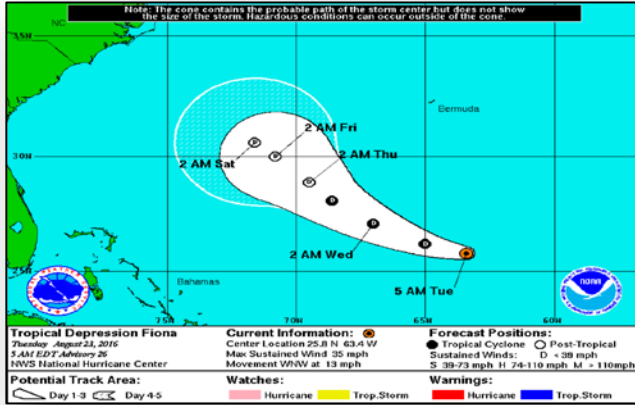 Note: The cone contains the probable path of the storm center but does not show
the size of the storm. Hazardous conditions can occur outside of the cone.
NC
Bermuda
2 AM Fri
35N
2 AM Sat
2 AM Thu
30N
2 AM Wed
25N
5 AM Tue
Bahamas
75W
70W
65W
60W
NOAA
Tropical Depression Fiona
Tuesday August 23, 2016
5 AM EDT Advisory 26
NWS National Hurricane Center
Current Information:
Center Location 25.8 N 63.4 W
Max Sustained Wind 35 mph
Movement WNW at 13 mph
Forecast Positions:
Tropical Cyclone Post-Tropical
Sustained Winds: D < 39 mph
S 39-73 mph H 74-110 mph M > 110mph
Potential Track Area:
Day 1-3 Day 4-5
Watches:
Hurricane Trop.Storm
Warnings:
Hurricane Trop.Storm